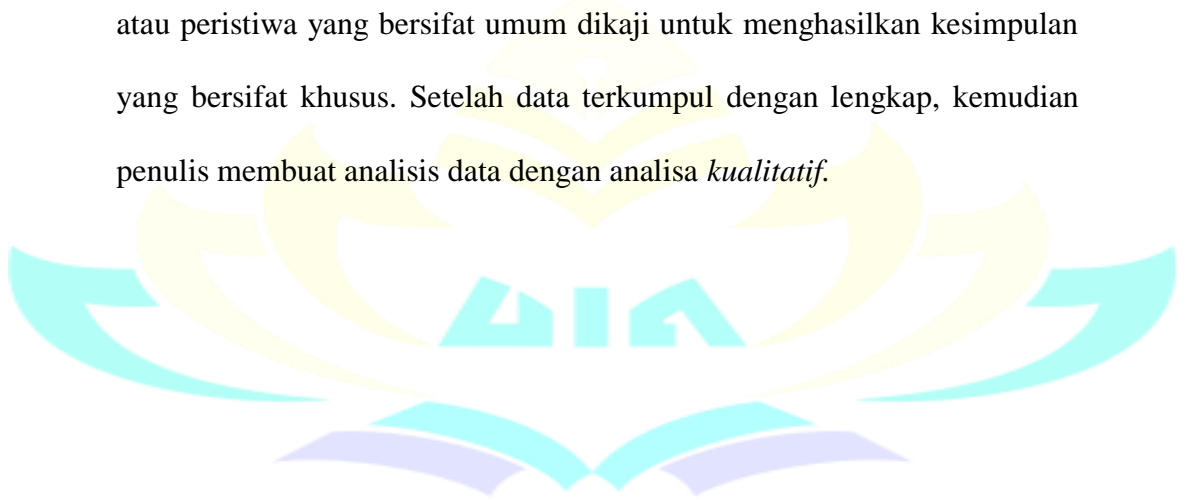 atau peristiwa yang bersifat umum dikaji untuk menghasilkan kesimpulan
yang bersifat khusus. Setelah data terkumpul dengan lengkap, kemudian
penulis membuat analisis data dengan analisa kualitatif.